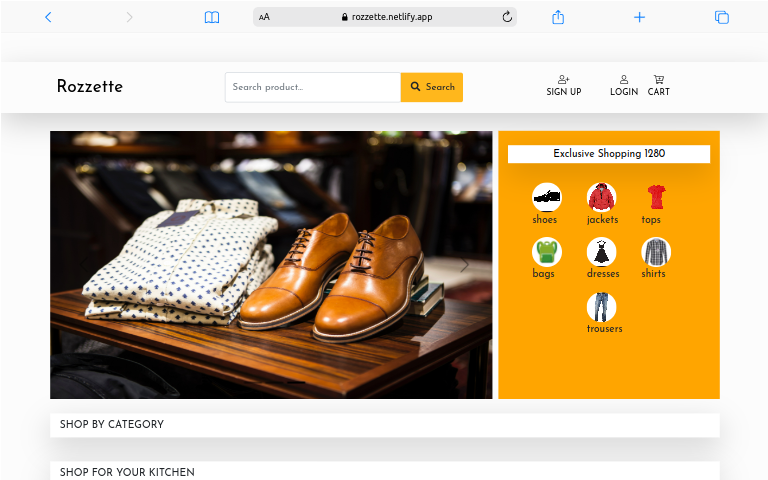 AA rozzette.netlify.app
Rozzette
Search product...
Search
SIGN UP
LOGIN
CART
Exclusive Shopping 1280
shoes
jackets
tops
bags
dresses
shirts
trousers
SHOP BY CATEGORY
SHOP FOR YOUR KITCHEN